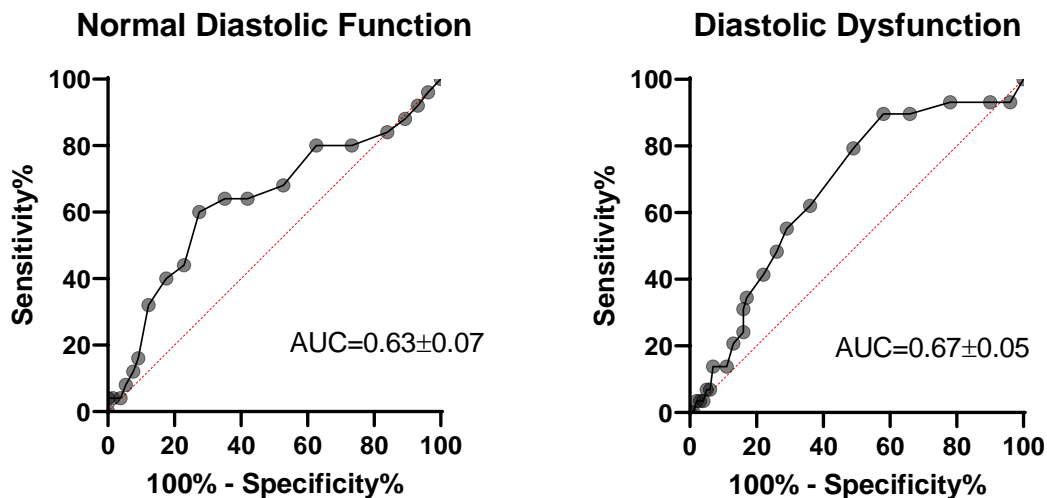 Normal Diastolic Function
100
80
60
40
20
0
Sensitivity%
AUC=0.63±0.07
0 20 40 60 80 100
100% - Specificity%
Diastolic Dysfunction
100
80
60
40
20
0
Sensitivity%
AUC=0.67±0.05
0 20 40 60 80 100
100% - Specificity%